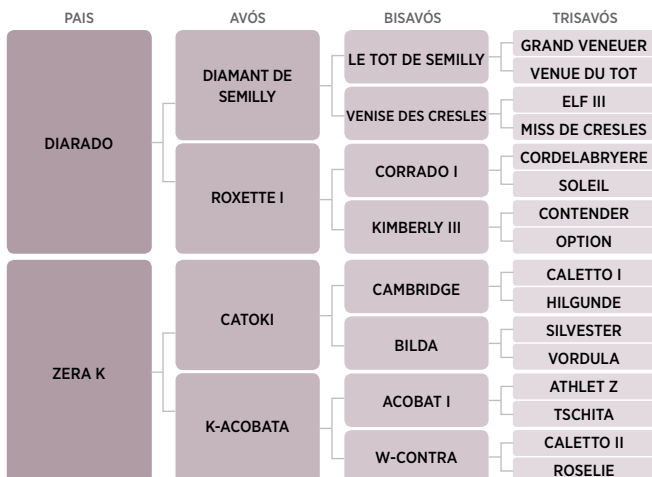 PAIS
AVÓS
BISAVÓS
TRISAVÓS
DIARADO
DIAMANT DE
SEMILLY
LE TOT DE SEMILLY
GRAND VENEUER
VENUE DU TOT
VENISE DES CRESLES
ELF III
MISS DE CRESLES
ROXETTE I
CORRADO I
CORDELABRYERE
SOLEIL
KIMBERLY III
CONTENDER
OPTION
ZERA K
CATOKI
CAMBRIDGE
CALETTO I
HILGUNDE
BILDA
SILVESTER
VORDULA
K-ACOBATA
ACOBAT I
ATHLET Z
TSCHITA
W-CONTRA
CALETTO II
ROSELIE